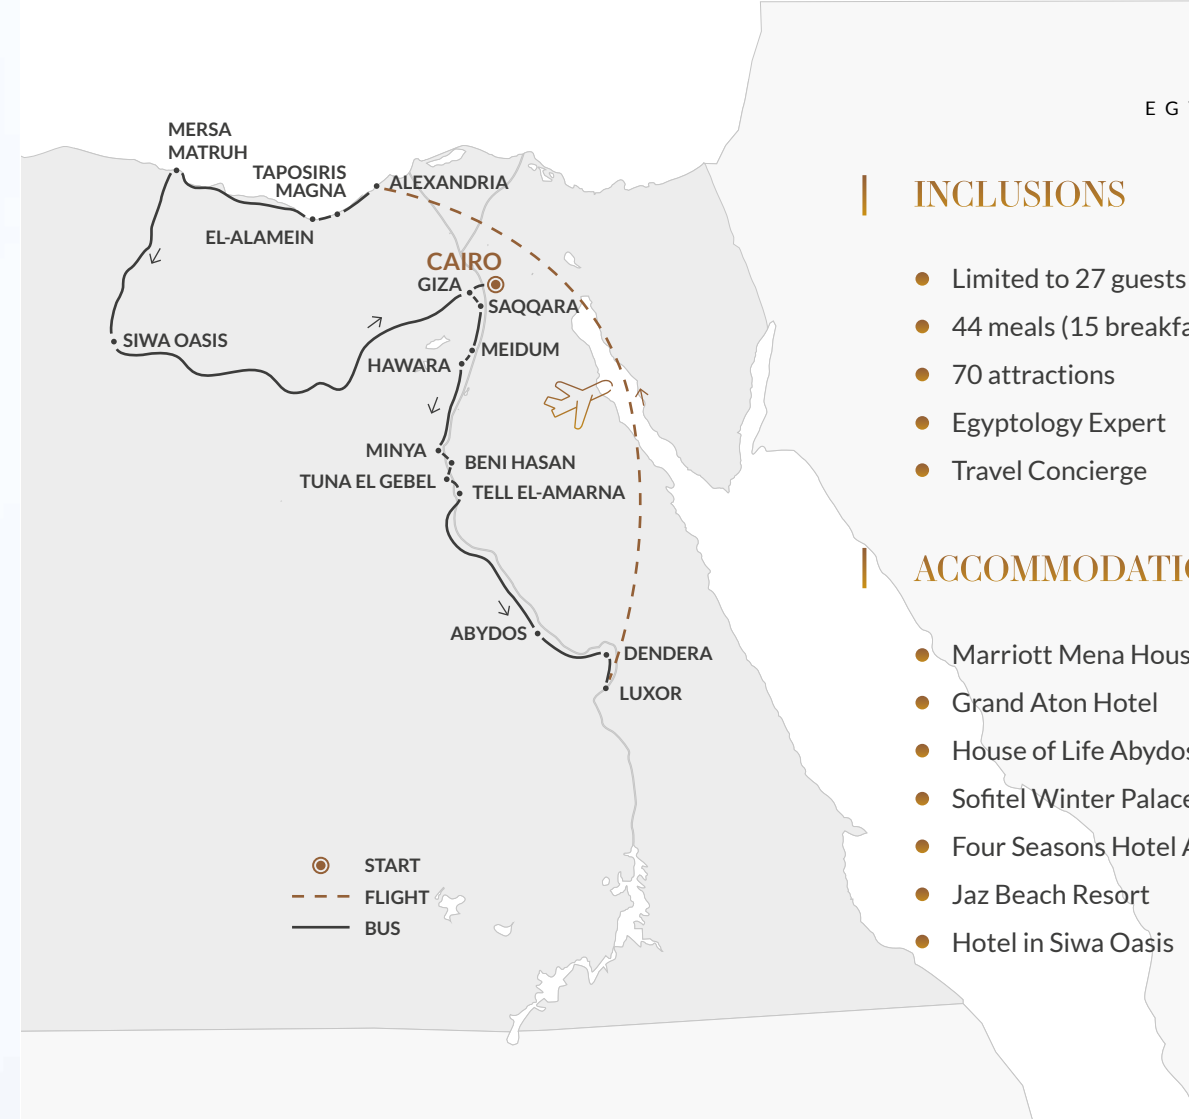 MERSA
MATRUH
TAPOSIRIS
MAGNA
ALEXANDRIA
EL-ALAMEIN
CAIRO
GIZA
SAQQARA
SIWA OASIS
MEIDUM
HAWARA
MINYA
BENI HASAN
TUNA EL GEBEL
TELL EL-AMARNA
ABYDOS
DENDERA
LUXOR
START
FLIGHT
BUS
E G
INCLUSIONS
Limited to 27 guests
44 meals (15 breakfa
70 attractions
Egyptology Expert
Travel Concierge
ACCOMMODATIO
Marriott Mena Hous
Grand Aton Hotel
House of Life Abydos
Sofitel Winter Palace
Four Seasons Hotel A
Jaz Beach Resort
Hotel in Siwa Oasis